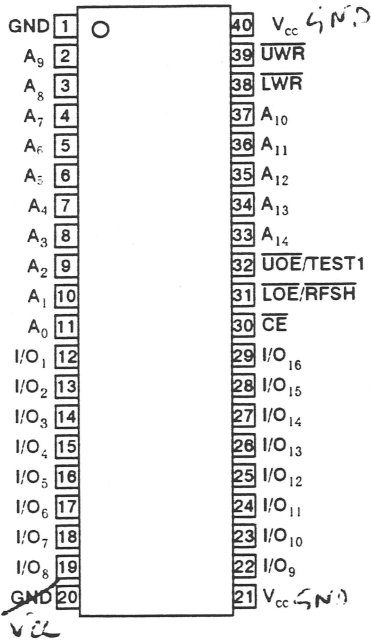 GND 1 40 Vcc GND
A9 2 39 UWR
A8 3 38 LWR
A7 4 37 A10
A6 5 36 A11
A5 6 35 A12
A4 7 34 A13
A3 8 33 A14
A2 9 32 UOE/TEST1
A1 10 31 LOE/RFSH
A0 11 30 CE
I/O1 12 29 I/O16
I/O2 13 28 I/O15
I/O3 14 27 I/O14
I/O4 15 26 I/O13
I/O5 16 25 I/O12
I/O6 17 24 I/O11
I/O7 18 23 I/O10
I/O8 19 22 I/O9
GND 20 21 Vcc GND
VCC